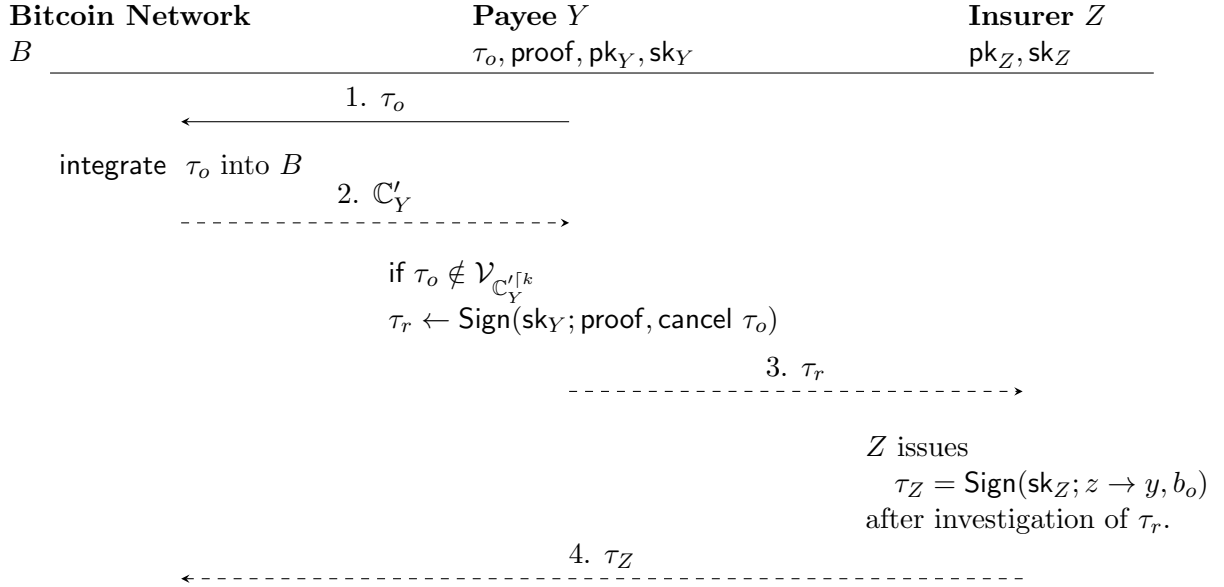 Bitcoin Network Payee Y Insurer Z
B τ_o, proof, pk_Y, sk_Y pk_Z, sk_Z
1. τ_o
integrate τ_o into B
2. ℂ′_Y
if τ_o ∉ 𝒱_{ℂ′_Y^{⌈k}}
τ_r ← Sign(sk_Y; proof, cancel τ_o)
3. τ_r
Z issues
τ_Z = Sign(sk_Z; z → y, b_o)
after investigation of τ_r.
4. τ_Z